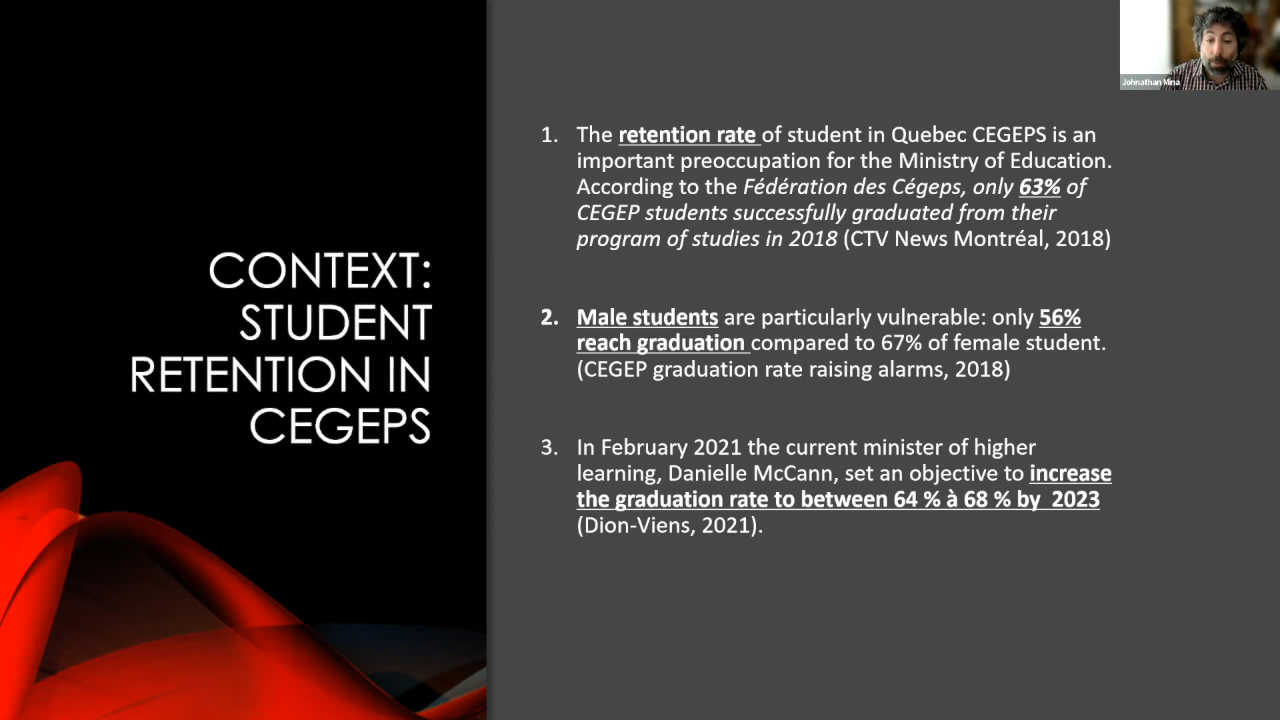 Johnathan Mina
CONTEXT:
STUDENT
RETENTION IN
CEGEPS
1. The retention rate of student in Quebec CEGEPS is an
important preoccupation for the Ministry of Education.
According to the Fédération des Cégeps, only 63% of
CEGEP students successfully graduated from their
program of studies in 2018 (CTV News Montréal, 2018)
2. Male students are particularly vulnerable: only 56%
reach graduation compared to 67% of female student.
(CEGEP graduation rate raising alarms, 2018)
3. In February 2021 the current minister of higher
learning, Danielle McCann, set an objective to increase
the graduation rate to between 64 % à 68 % by 2023
(Dion-Viens, 2021).